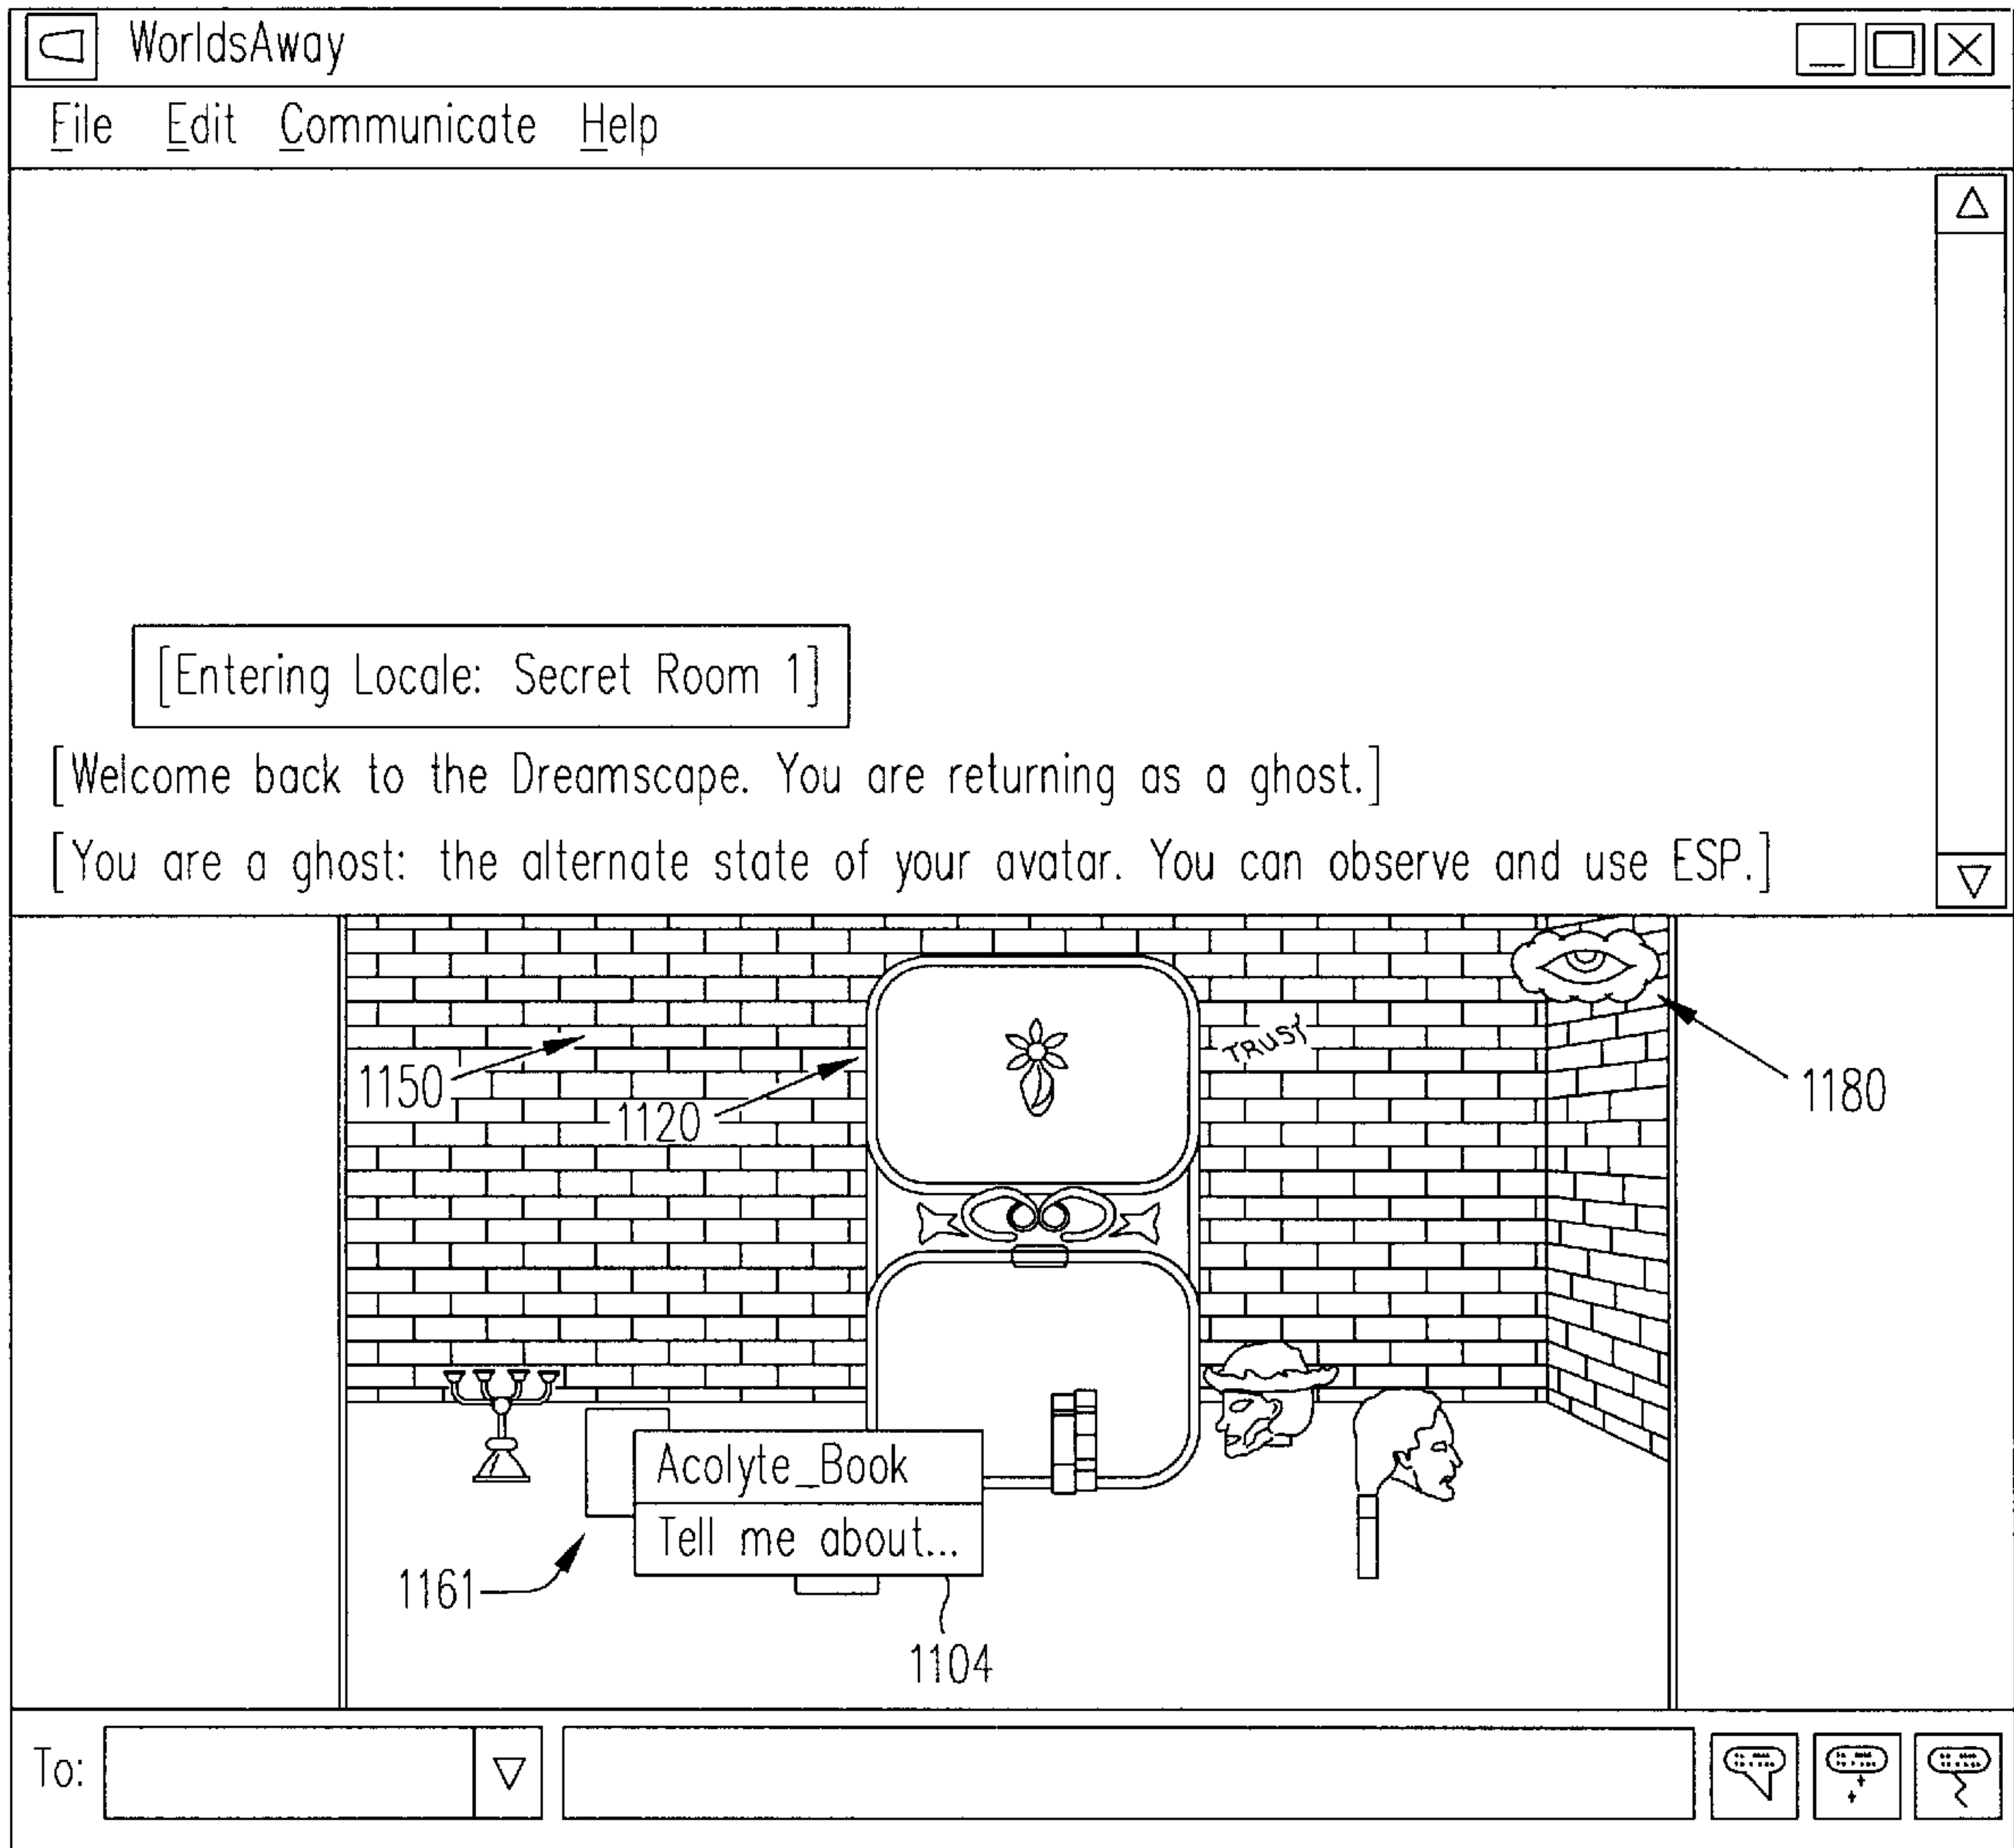 WorldsAway
File Edit Communicate Help
[Entering Locale: Secret Room 1]
[Welcome back to the Dreamscape. You are returning as a ghost.]
[You are a ghost: the alternate state of your avatar. You can observe and use ESP.]
TRUST
1150
1120
1180
Acolyte_Book
Tell me about...
1161
1104
To: